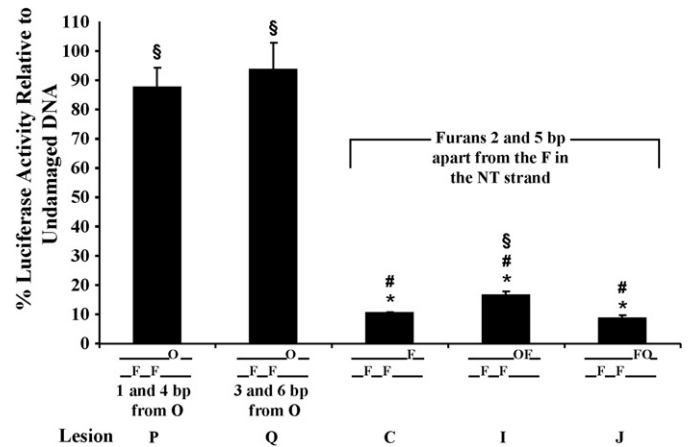 % Luciferase Activity Relative to
Undamaged DNA
110
100
90
80
70
60
50
40
30
20
10
0
§
§
Furans 2 and 5 bp
apart from the F in
the NT strand
#
*
§
#
*
#
*
O
F F
1 and 4 bp
from O
O
F F
3 and 6 bp
from O
F
F F
OF
F F
FO
F F
Lesion P Q C I J